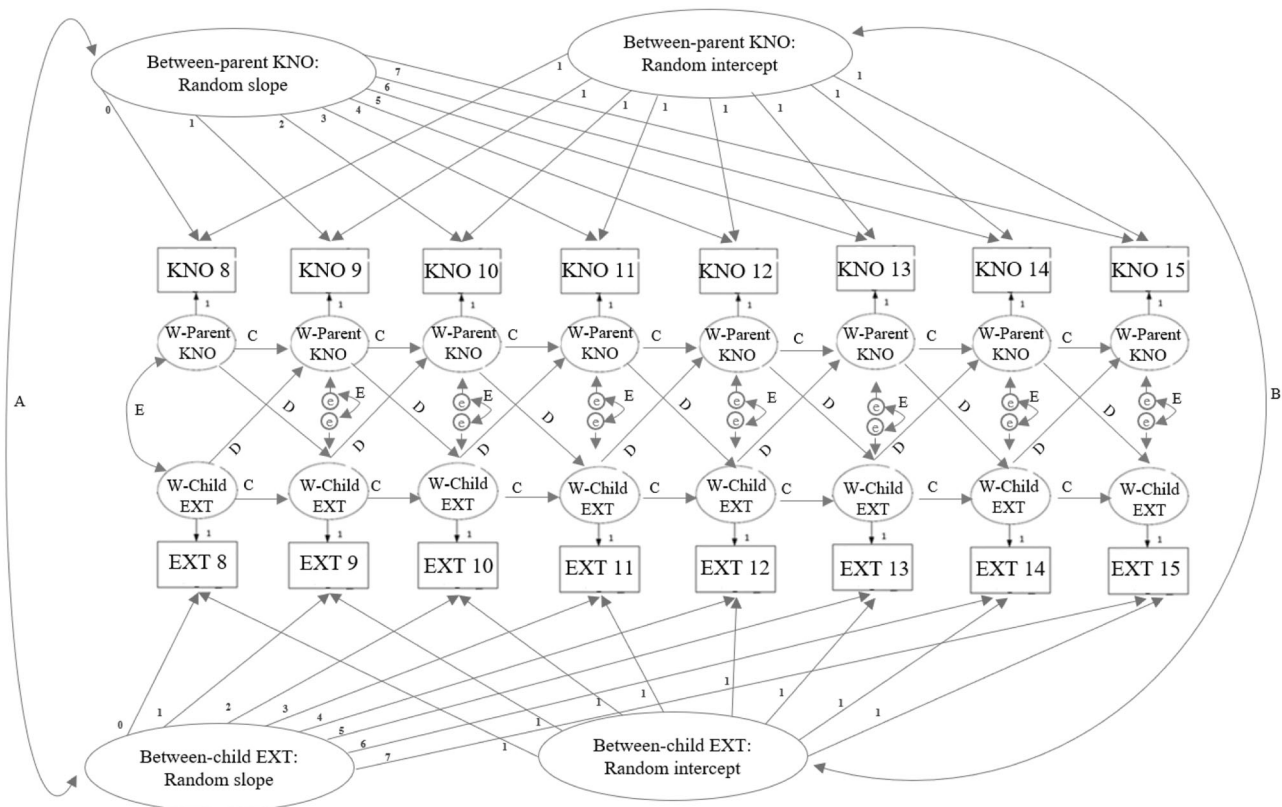 Between-parent KNO:
Random slope
Between-parent KNO:
Random intercept
0
1
2
3
4
5
6
7
1
1
1
1
1
1
1
1
KNO 8
KNO 9
KNO 10
KNO 11
KNO 12
KNO 13
KNO 14
KNO 15
1
1
1
1
1
1
1
1
W-Parent
KNO
C
W-Parent
KNO
C
W-Parent
KNO
C
W-Parent
KNO
C
W-Parent
KNO
C
W-Parent
KNO
C
W-Parent
KNO
C
W-Parent
KNO
A
B
E
D
D
e
e
E
D
D
e
e
E
D
D
e
e
E
D
D
e
e
E
D
D
e
e
E
D
D
e
e
E
D
D
e
e
E
W-Child
EXT
C
W-Child
EXT
C
W-Child
EXT
C
W-Child
EXT
C
W-Child
EXT
C
W-Child
EXT
C
W-Child
EXT
C
W-Child
EXT
1
1
1
1
1
1
1
1
EXT 8
EXT 9
EXT 10
EXT 11
EXT 12
EXT 13
EXT 14
EXT 15
0
1
2
3
4
5
6
7
1
1
1
1
1
1
1
1
Between-child EXT:
Random slope
Between-child EXT:
Random intercept